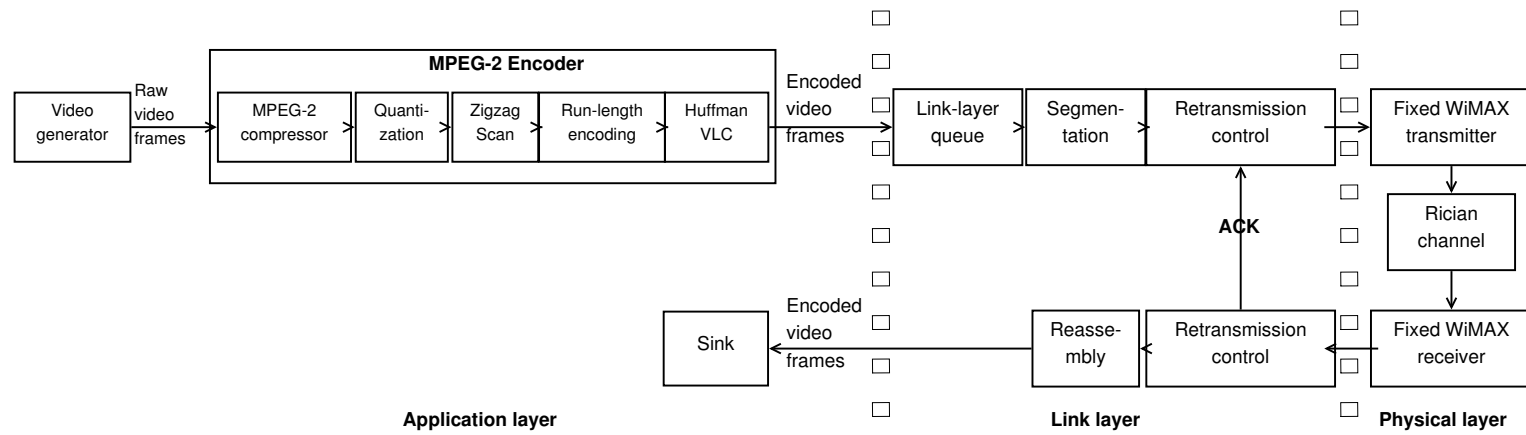 MPEG-2 Encoder
Video
generator
Raw
video
frames
MPEG-2
compressor
Quanti-
zation
Zigzag
Scan
Run-length
encoding
Huffman
VLC
Encoded
video
frames
Link-layer
queue
Segmen-
tation
Retransmission
control
Fixed WiMAX
transmitter
Rician
channel
ACK
Sink
Encoded
video
frames
Reasse-
mbly
Retransmission
control
Fixed WiMAX
receiver
Application layer
Link layer
Physical layer